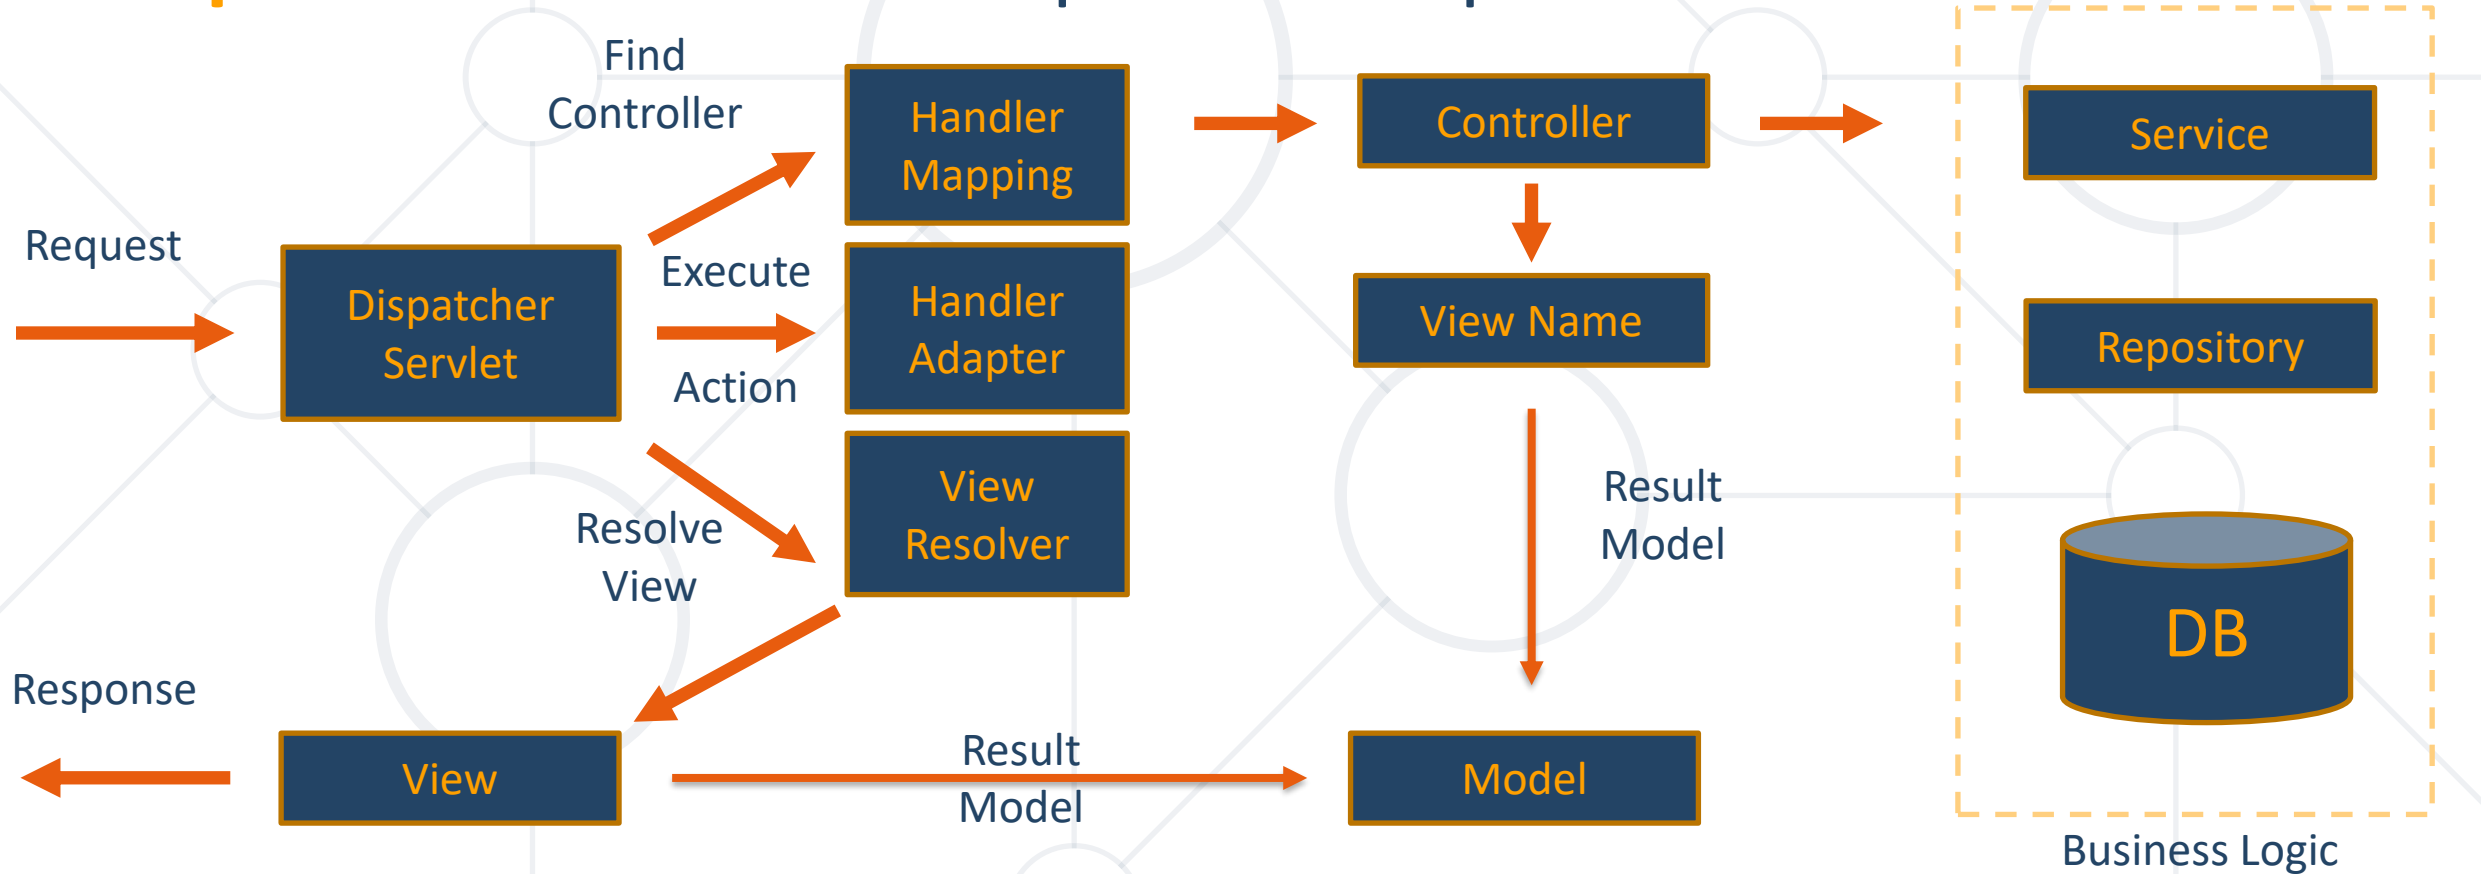 Find
Controller
Handler
Mapping
Controller
Service
Request
Dispatcher
Servlet
Execute
Action
Handler
Adapter
View Name
Repository
Resolve
View
View
Resolver
Result
Model
DB
Response
View
Result
Model
Model
Business Logic